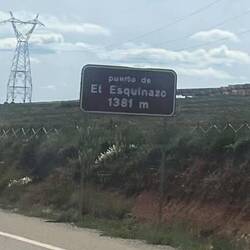 puerto de
El Esquinazo
1381 m